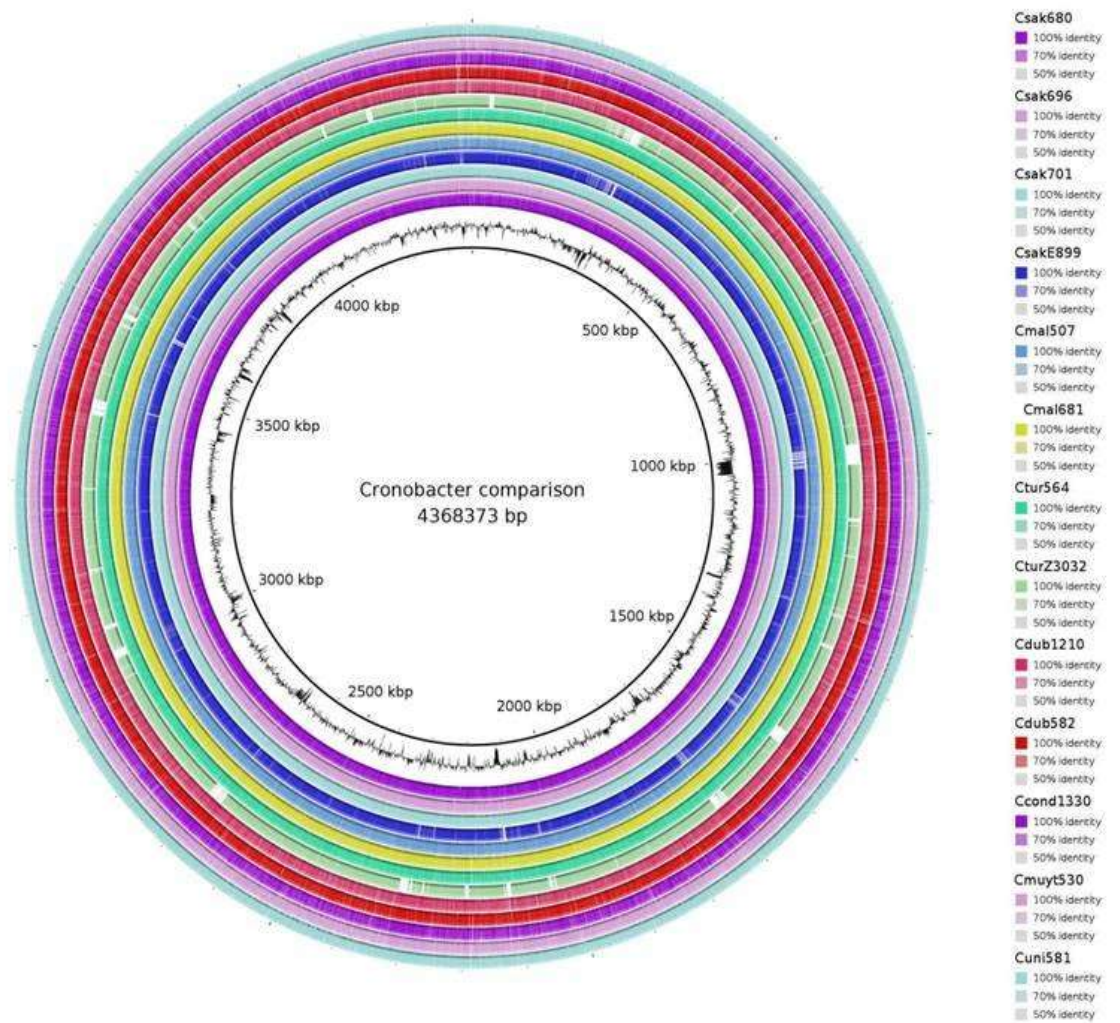 4000 kbp
500 kbp
3500 kbp
1000 kbp
Cronobacter comparison
4368373 bp
3000 kbp
1500 kbp
2500 kbp
2000 kbp
Csak680
100% identity
70% identity
50% identity
Csak696
100% identity
70% identity
50% identity
Csak701
100% identity
70% identity
50% identity
CsakE899
100% identity
70% identity
50% identity
Cmal507
100% identity
70% identity
50% identity
Cmal681
100% identity
70% identity
50% identity
Ctur564
100% identity
70% identity
50% identity
CturZ3032
100% identity
70% identity
50% identity
Cdub1210
100% identity
70% identity
50% identity
Cdub582
100% identity
70% identity
50% identity
Ccond1330
100% identity
70% identity
50% identity
Cmuyt530
100% identity
70% identity
50% identity
Cuni581
100% identity
70% identity
50% identity